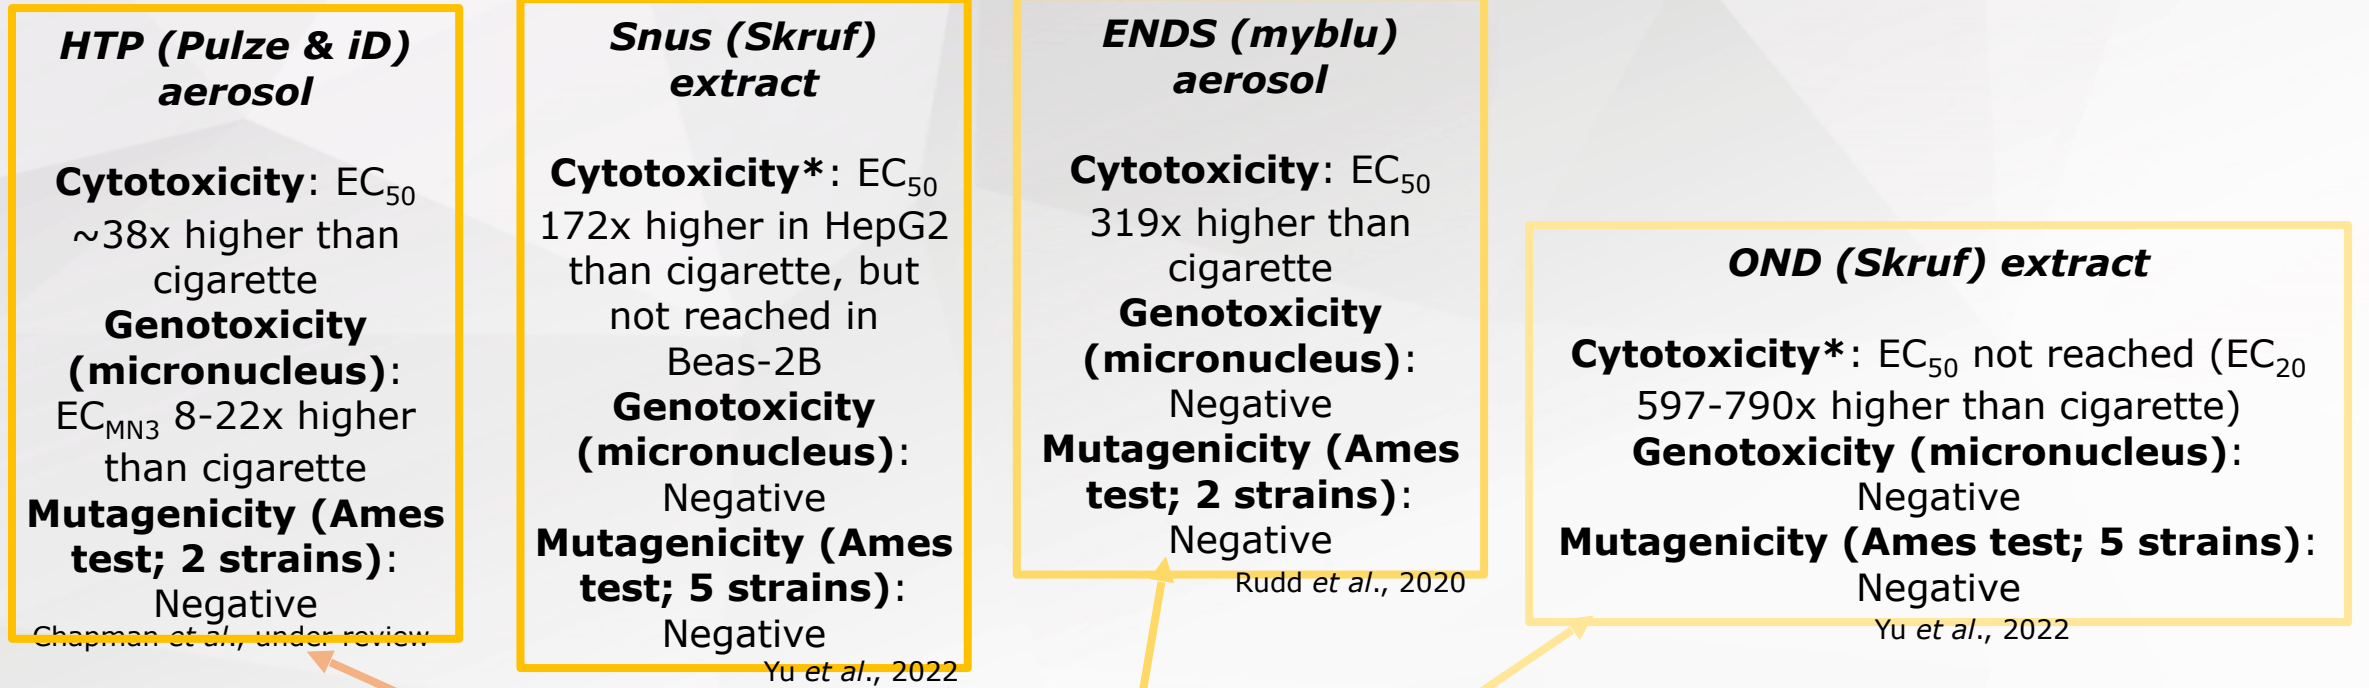 HTP (Pulze & iD)
aerosol
Cytotoxicity: EC50
~38x higher than
cigarette
Genotoxicity
(micronucleus):
ECMN3 8-22x higher
than cigarette
Mutagenicity (Ames
test; 2 strains):
Negative
Chapman et al., under review
Snus (Skruf)
extract
Cytotoxicity*: EC50
172x higher in HepG2
than cigarette, but
not reached in
Beas-2B
Genotoxicity
(micronucleus):
Negative
Mutagenicity (Ames
test; 5 strains):
Negative
Yu et al., 2022
ENDS (myblu)
aerosol
Cytotoxicity: EC50
319x higher than
cigarette
Genotoxicity
(micronucleus):
Negative
Mutagenicity (Ames
test; 2 strains):
Negative
Rudd et al., 2020
OND (Skruf) extract
Cytotoxicity*: EC50 not reached (EC20
597-790x higher than cigarette)
Genotoxicity (micronucleus):
Negative
Mutagenicity (Ames test; 5 strains):
Negative
Yu et al., 2022